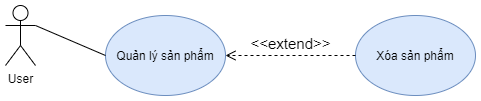 <<extend>>
Quản lý sản phẩm
Xóa sản phẩm
User